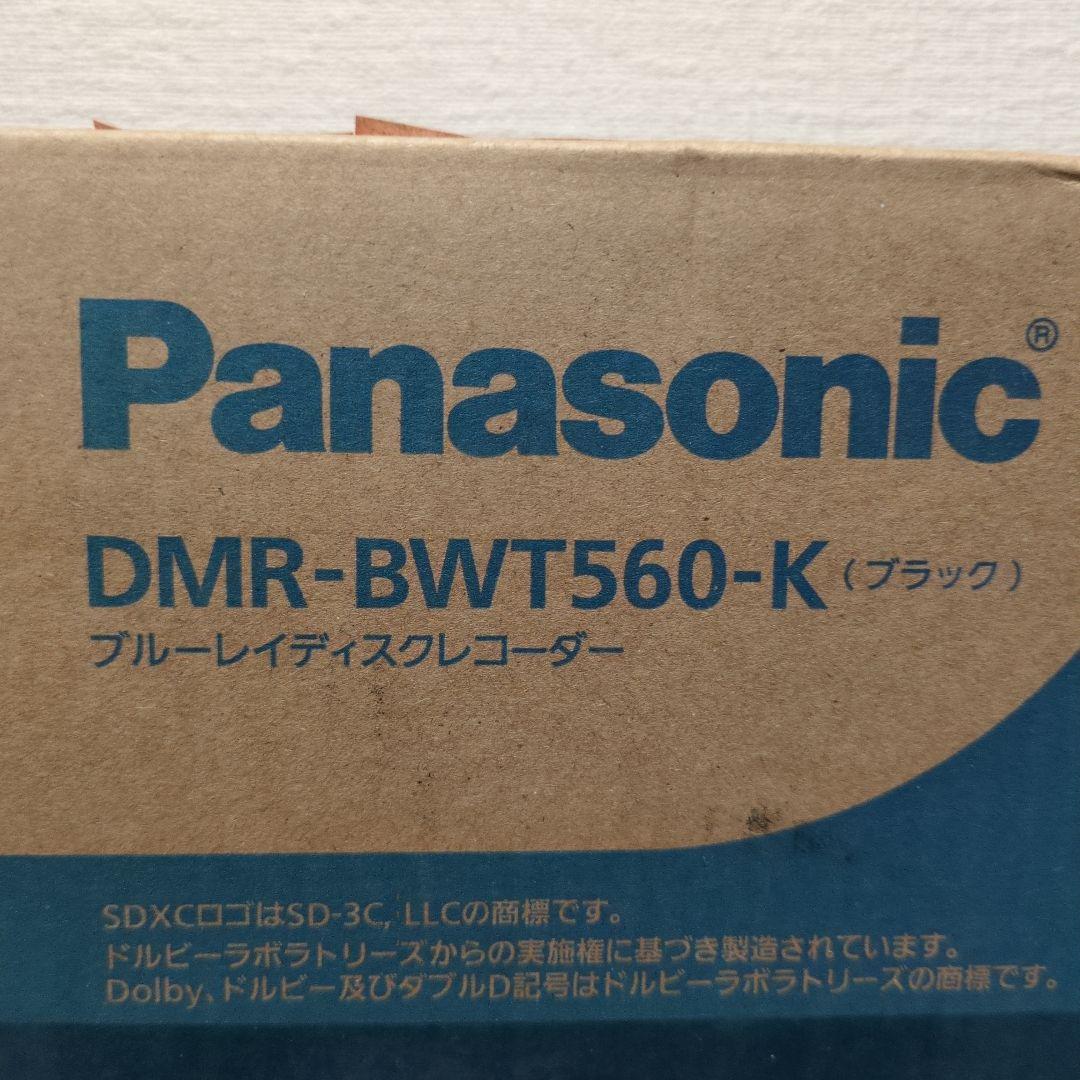 Panasonic®
DMR-BWT560-K（ブラック）
ブルーレイディスクレコーダー
SDXCロゴはSD-3C, LLCの商標です。
ドルビーラボラトリーズからの実施権に基づき製造されています。
Dolby、ドルビー及びダブルD記号はドルビーラボラトリーズの商標です。